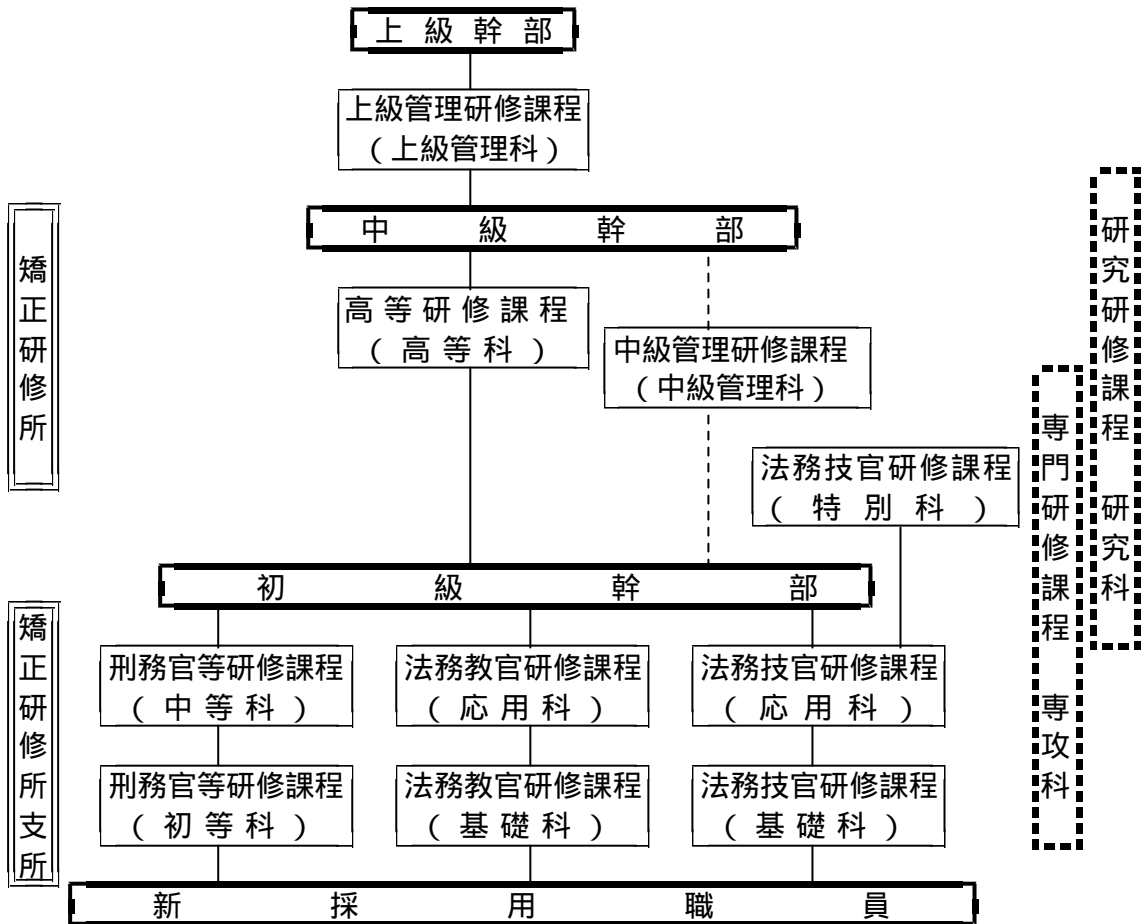 上級幹部
上級管理研修課程
（上級管理科）
中級幹部
高等研修課程
（高等科）
中級管理研修課程
（中級管理科）
法務技官研修課程
（特別科）
初級幹部
刑務官等研修課程
（中等科）
法務教官研修課程
（応用科）
法務技官研修課程
（応用科）
刑務官等研修課程
（初等科）
法務教官研修課程
（基礎科）
法務技官研修課程
（基礎科）
新採用職員
矯正研修所
矯正研修所支所
専門研修課程　専攻科
研究研修課程　研究科